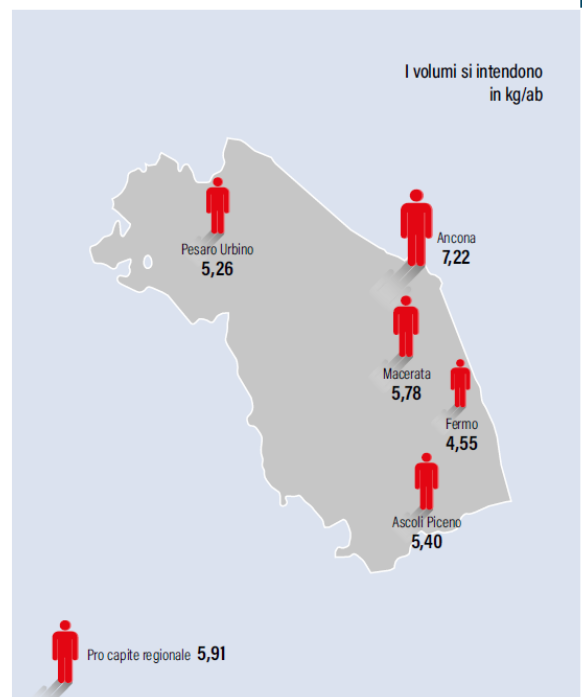 I volumi si intendono
in kg/ab
Pesaro Urbino
5,26
Ancona
7,22
Macerata
5,78
Fermo
4,55
Ascoli Piceno
5,40
Pro capite regionale 5,91